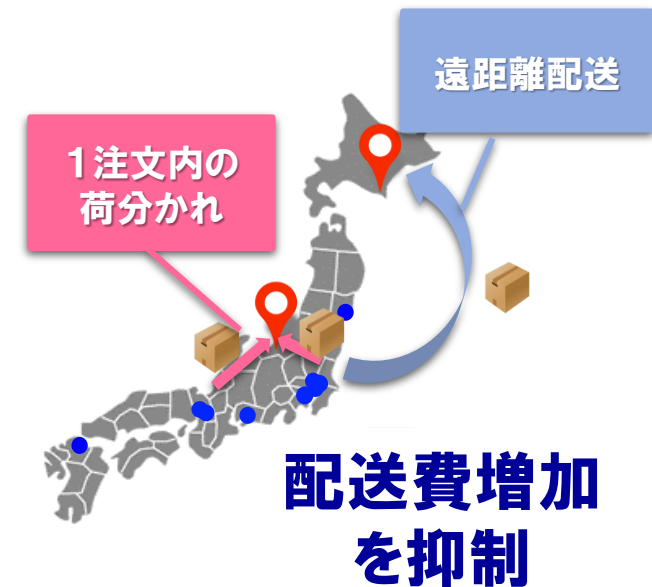 遠距離配送
1注文内の
荷分かれ
配送費増加
を抑制